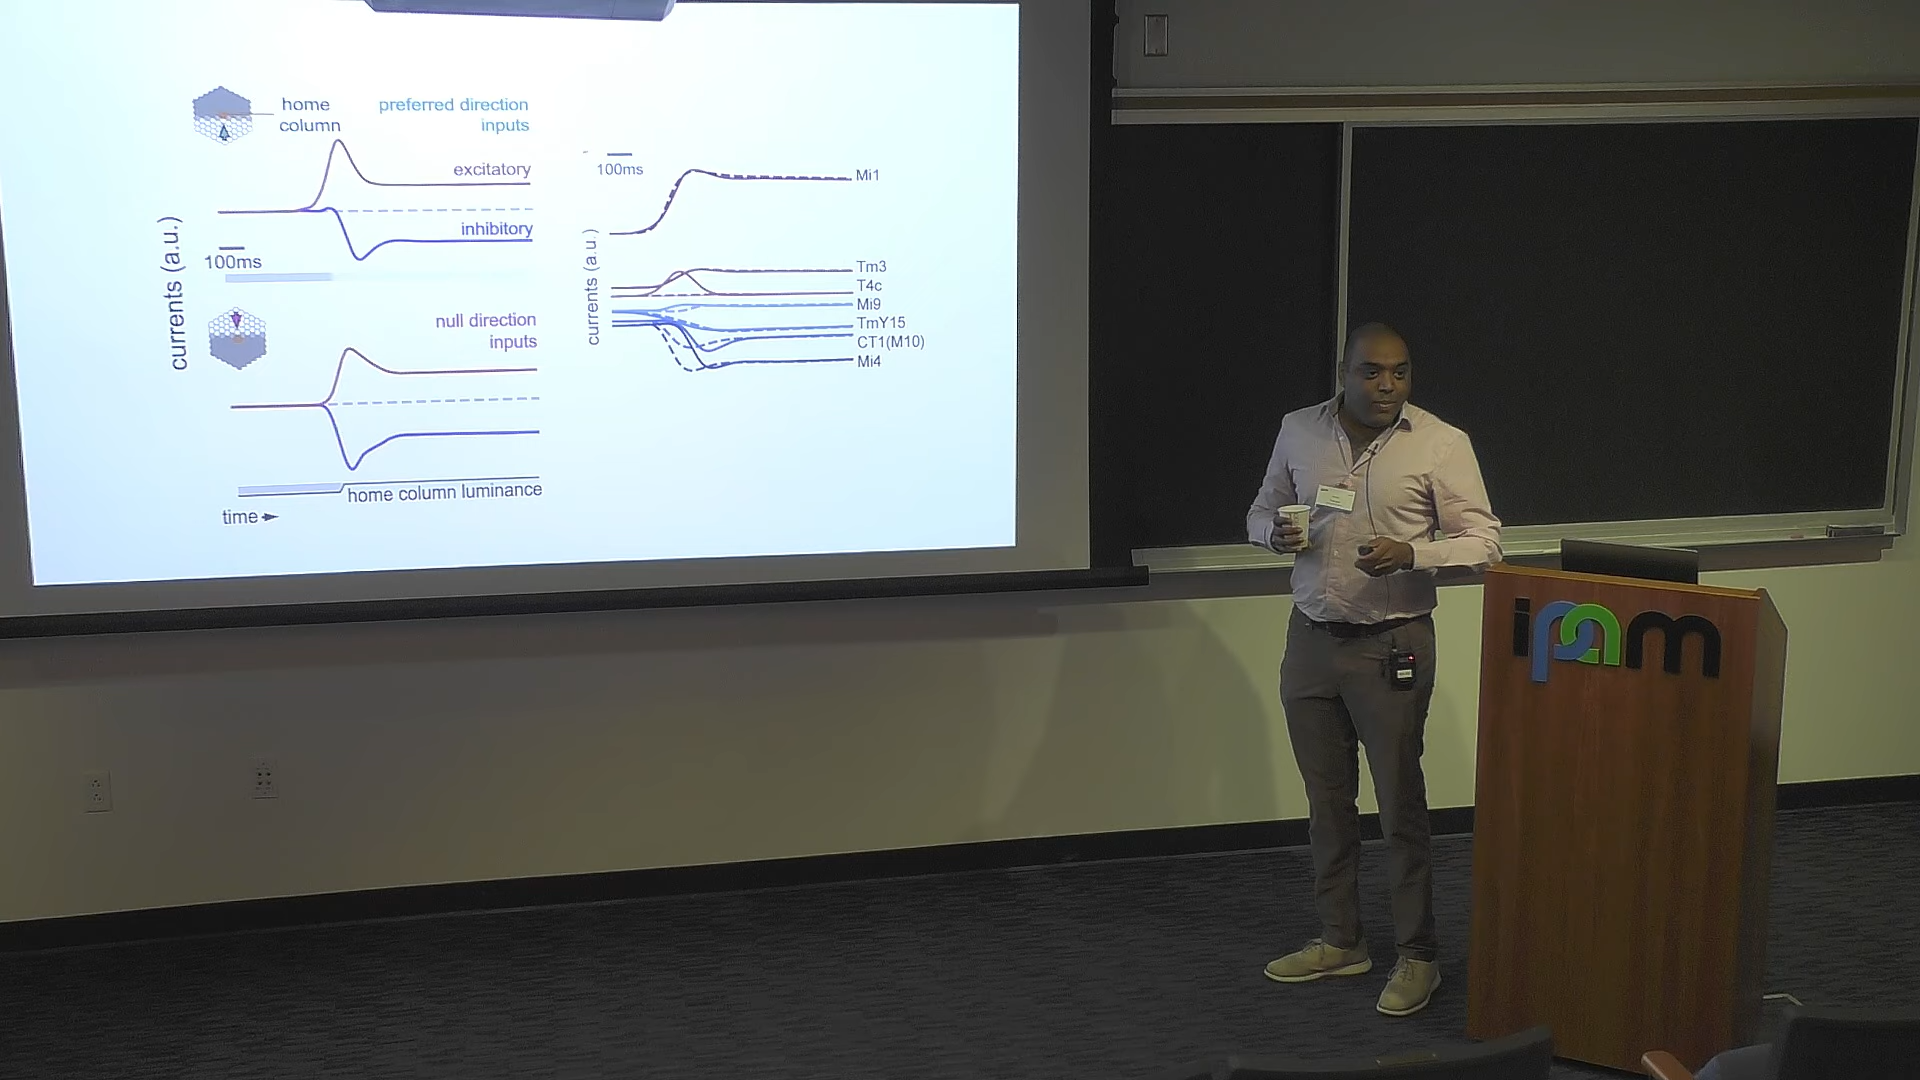 home
column
preferred direction
inputs
excitatory
inhibitory
100ms
currents (a.u.)
null direction
inputs
home column luminance
time
100ms
currents (a.u.)
Mi1
Tm3
T4c
Mi9
TmY15
CT1(M10)
Mi4
ipam